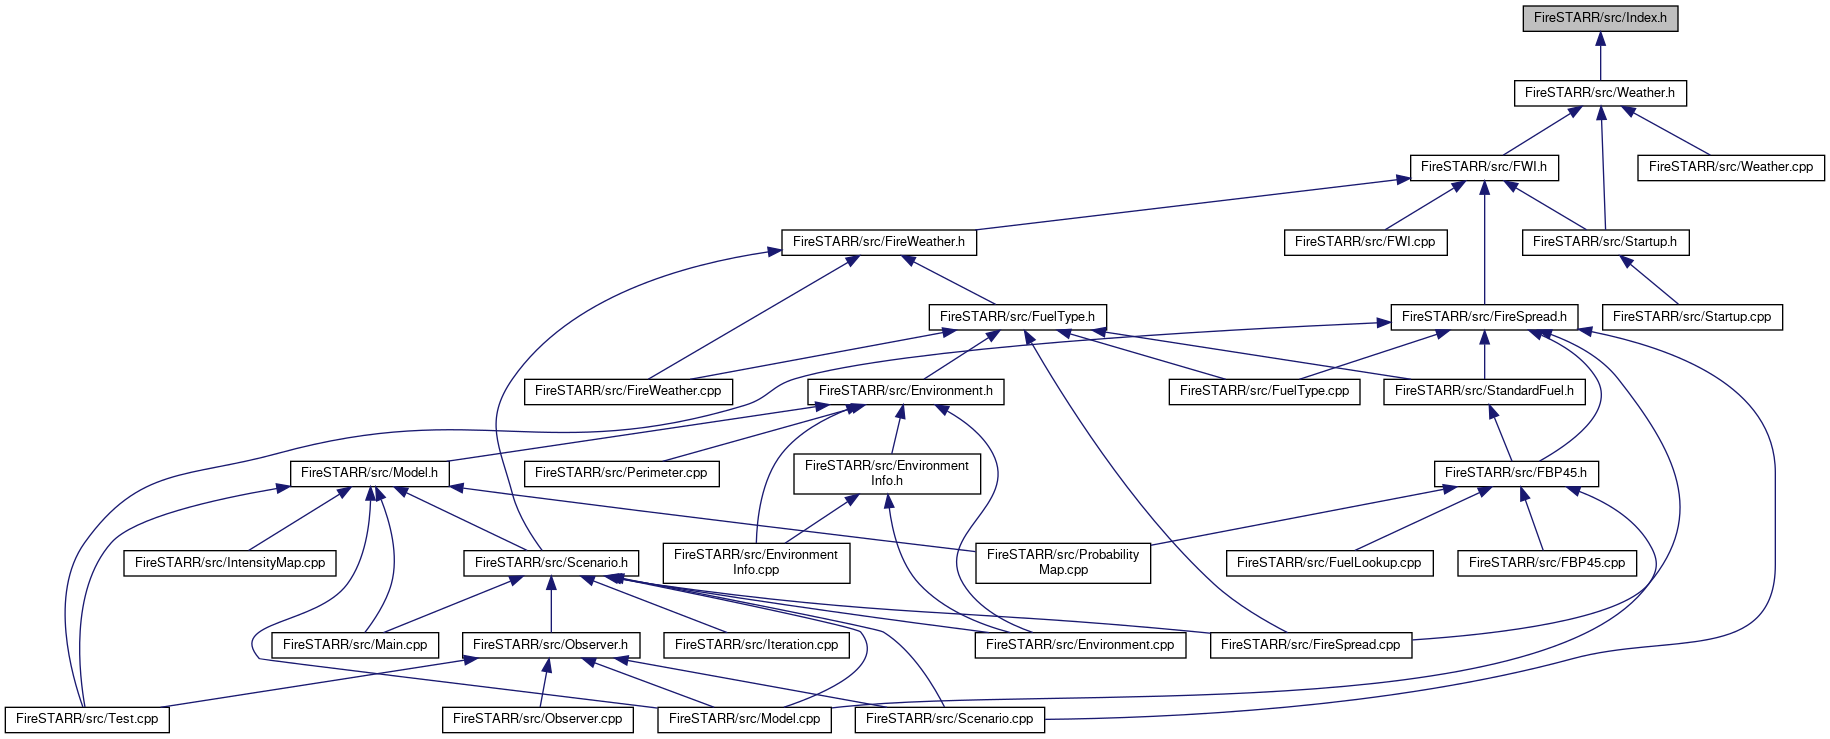 FireSTARR/src/Index.h
FireSTARR/src/Weather.h
FireSTARR/src/FWI.h
FireSTARR/src/Weather.cpp
FireSTARR/src/FireWeather.h
FireSTARR/src/FWI.cpp
FireSTARR/src/Startup.h
FireSTARR/src/FuelType.h
FireSTARR/src/FireSpread.h
FireSTARR/src/Startup.cpp
FireSTARR/src/FireWeather.cpp
FireSTARR/src/Environment.h
FireSTARR/src/FuelType.cpp
FireSTARR/src/StandardFuel.h
FireSTARR/src/Model.h
FireSTARR/src/Perimeter.cpp
FireSTARR/src/Environment
Info.h
FireSTARR/src/FBP45.h
FireSTARR/src/IntensityMap.cpp
FireSTARR/src/Scenario.h
FireSTARR/src/Environment
Info.cpp
FireSTARR/src/Probability
Map.cpp
FireSTARR/src/FuelLookup.cpp
FireSTARR/src/FBP45.cpp
FireSTARR/src/Main.cpp
FireSTARR/src/Observer.h
FireSTARR/src/Iteration.cpp
FireSTARR/src/Environment.cpp
FireSTARR/src/FireSpread.cpp
FireSTARR/src/Test.cpp
FireSTARR/src/Observer.cpp
FireSTARR/src/Model.cpp
FireSTARR/src/Scenario.cpp